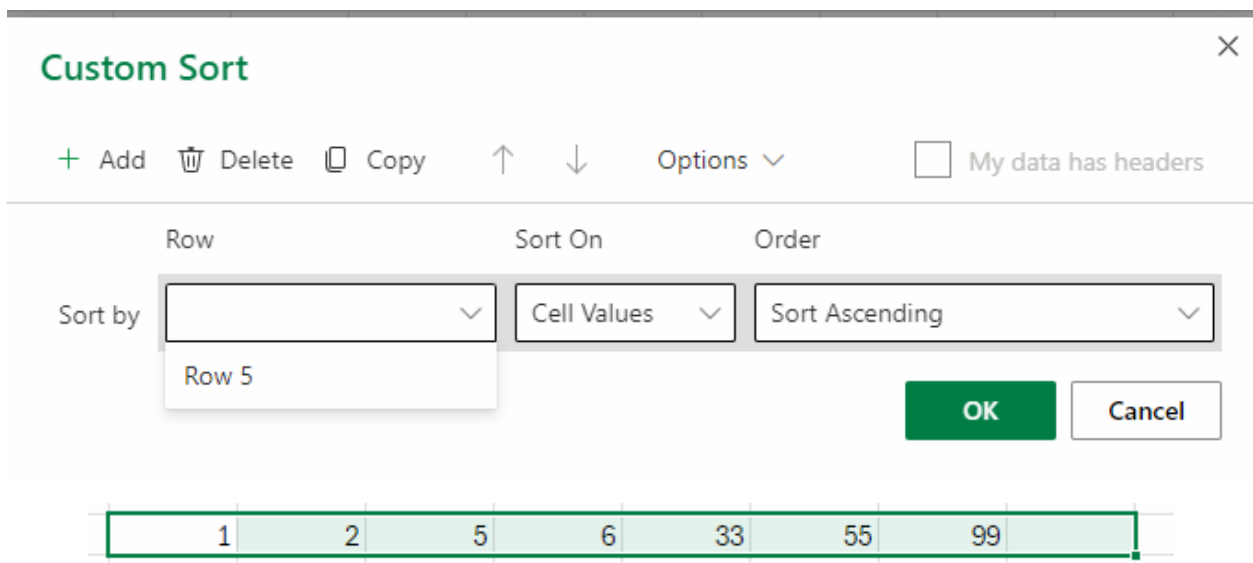 Custom Sort
Add Delete Copy Options My data has headers
Row Sort On Order
Sort by Cell Values Sort Ascending
Row 5
OK Cancel
1 2 5 6 33 55 99